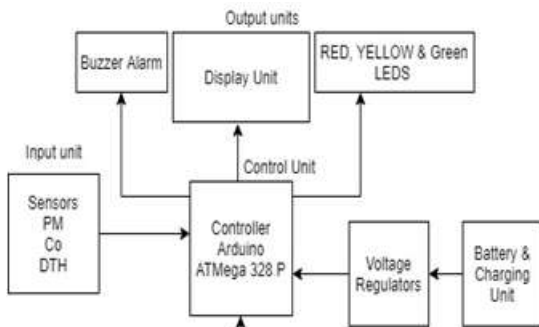 Output units
Buzzer Alarm
Display Unit
RED, YELLOW & Green
LEDS
Input unit
Control Unit
Sensors
PM
Co
DTH
Controller
Arduino
ATMega 328 P
Voltage
Regulators
Battery &
Charging
Unit